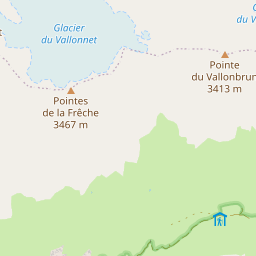 Glacier
du Vallonnet
Pointe
du Vallonbrun
3413 m
Pointes
de la Frêche
3467 m